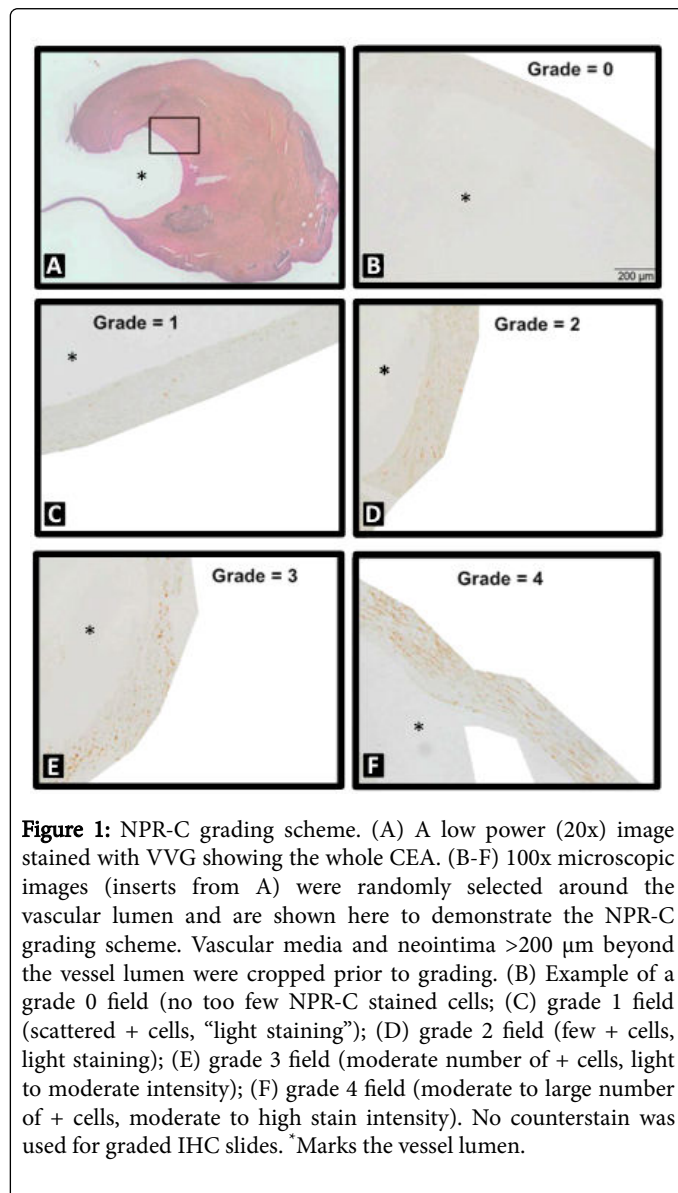 Grade = 0
*
*
A
B
200 µm
Grade = 1
Grade = 2
*
*
C
D
Grade = 3
Grade = 4
*
*
E
F
Figure 1: NPR-C grading scheme. (A) A low power (20x) image
stained with VVG showing the whole CEA. (B-F) 100x microscopic
images (inserts from A) were randomly selected around the
vascular lumen and are shown here to demonstrate the NPR-C
grading scheme. Vascular media and neointima >200 µm beyond
the vessel lumen were cropped prior to grading. (B) Example of a
grade 0 field (no too few NPR-C stained cells; (C) grade 1 field
(scattered + cells, “light staining”); (D) grade 2 field (few + cells,
light staining); (E) grade 3 field (moderate number of + cells, light
to moderate intensity); (F) grade 4 field (moderate to large number
of + cells, moderate to high stain intensity). No counterstain was
used for graded IHC slides. *Marks the vessel lumen.